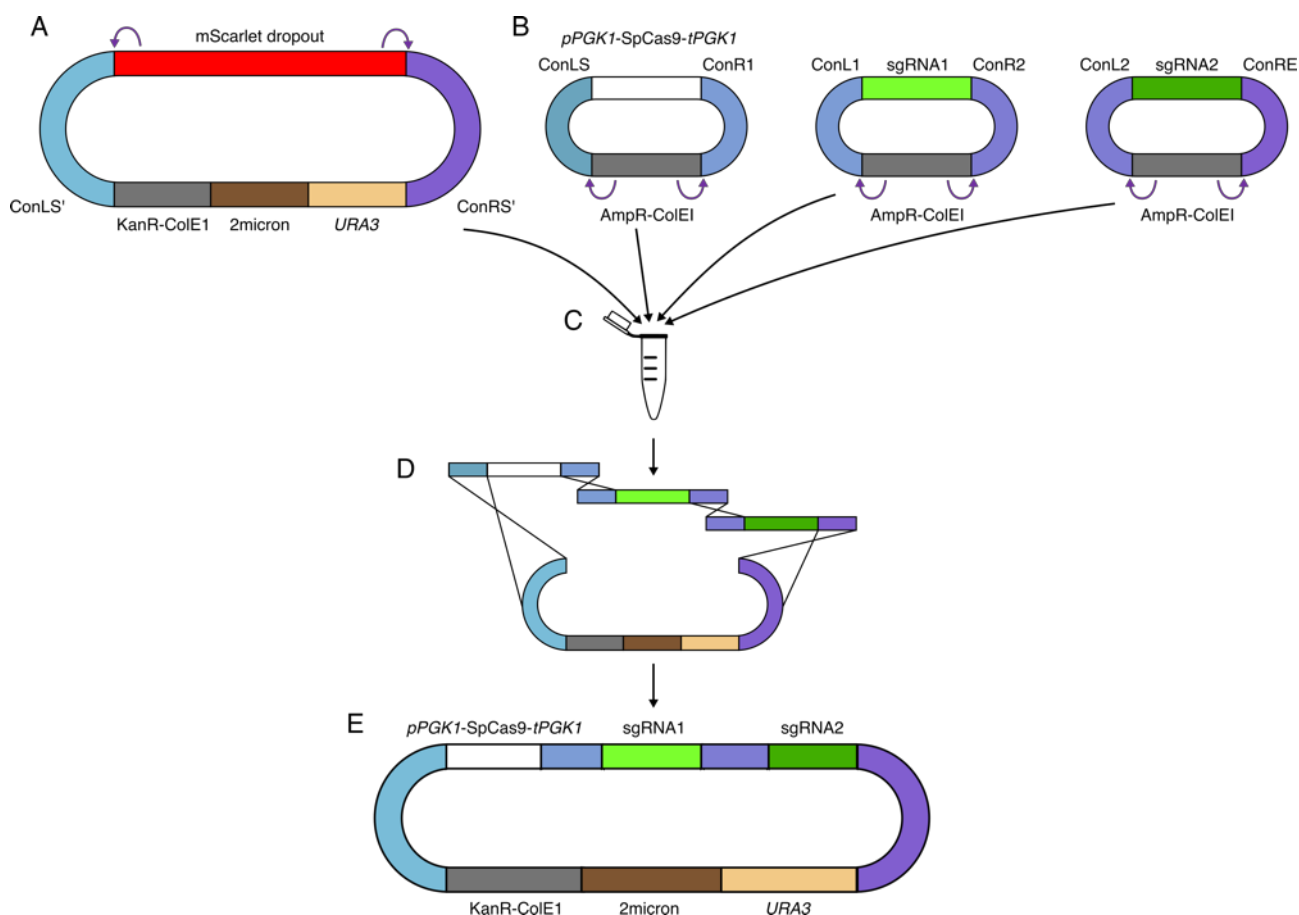 A
mScarlet dropout
ConLS'
ConRS'
KanR-ColE1
2micron
URA3
B
pPGK1-SpCas9-tPGK1
ConLS
ConR1
AmpR-ColEI
ConL1
sgRNA1
ConR2
AmpR-ColEI
ConL2
sgRNA2
ConRE
AmpR-ColEI
C
D
E
pPGK1-SpCas9-tPGK1
sgRNA1
sgRNA2
KanR-ColE1
2micron
URA3